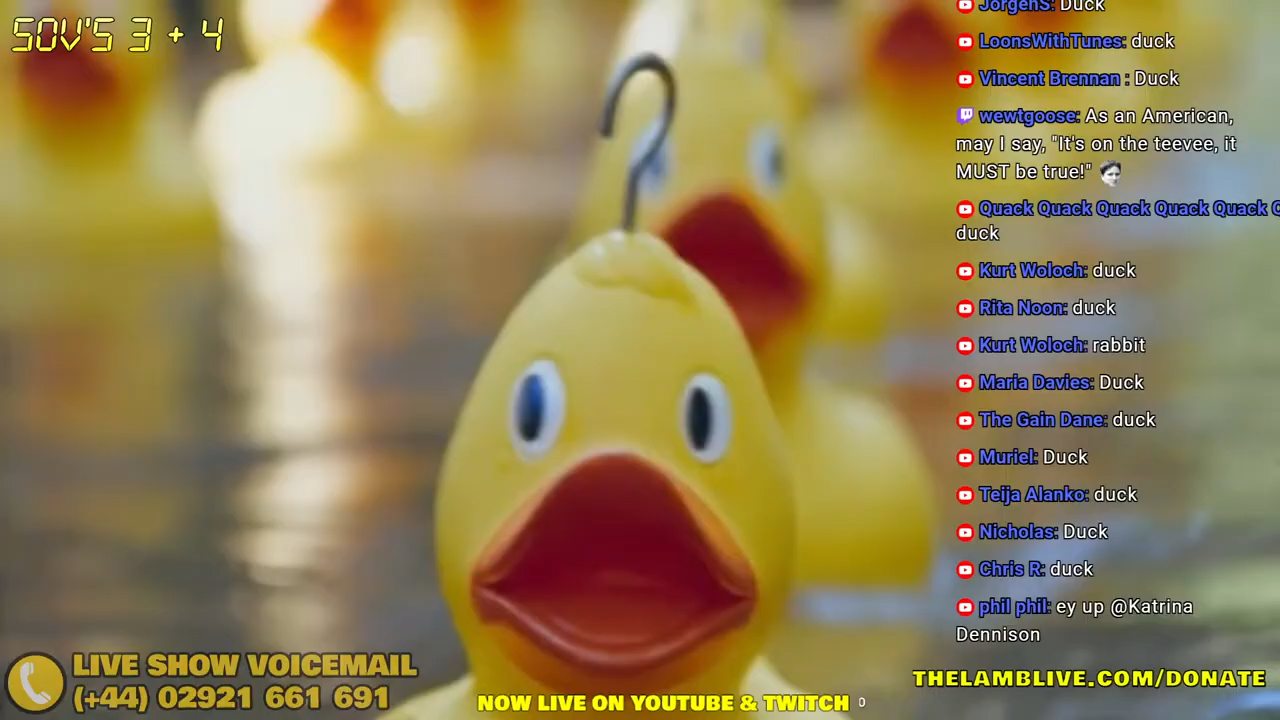 SOV'S 3 + 4
JorgenS: Duck
LoonsWithTunes: duck
Vincent Brennan : Duck
wewtgoose: As an American,
may I say, "It's on the teevee, it
MUST be true!"
Quack Quack Quack Quack Quack
duck
Kurt Woloch: duck
Rita Noon: duck
Kurt Woloch: rabbit
Maria Davies: Duck
The Gain Dane: duck
Muriel: Duck
Teija Alanko: duck
Nicholas: Duck
Chris R: duck
phil phil: ey up @Katrina
Dennison
LIVE SHOW VOICEMAIL
(+44) 02921 661 691
NOW LIVE ON YOUTUBE & TWITCH 0
THELAMBLIVE.COM/DONATE